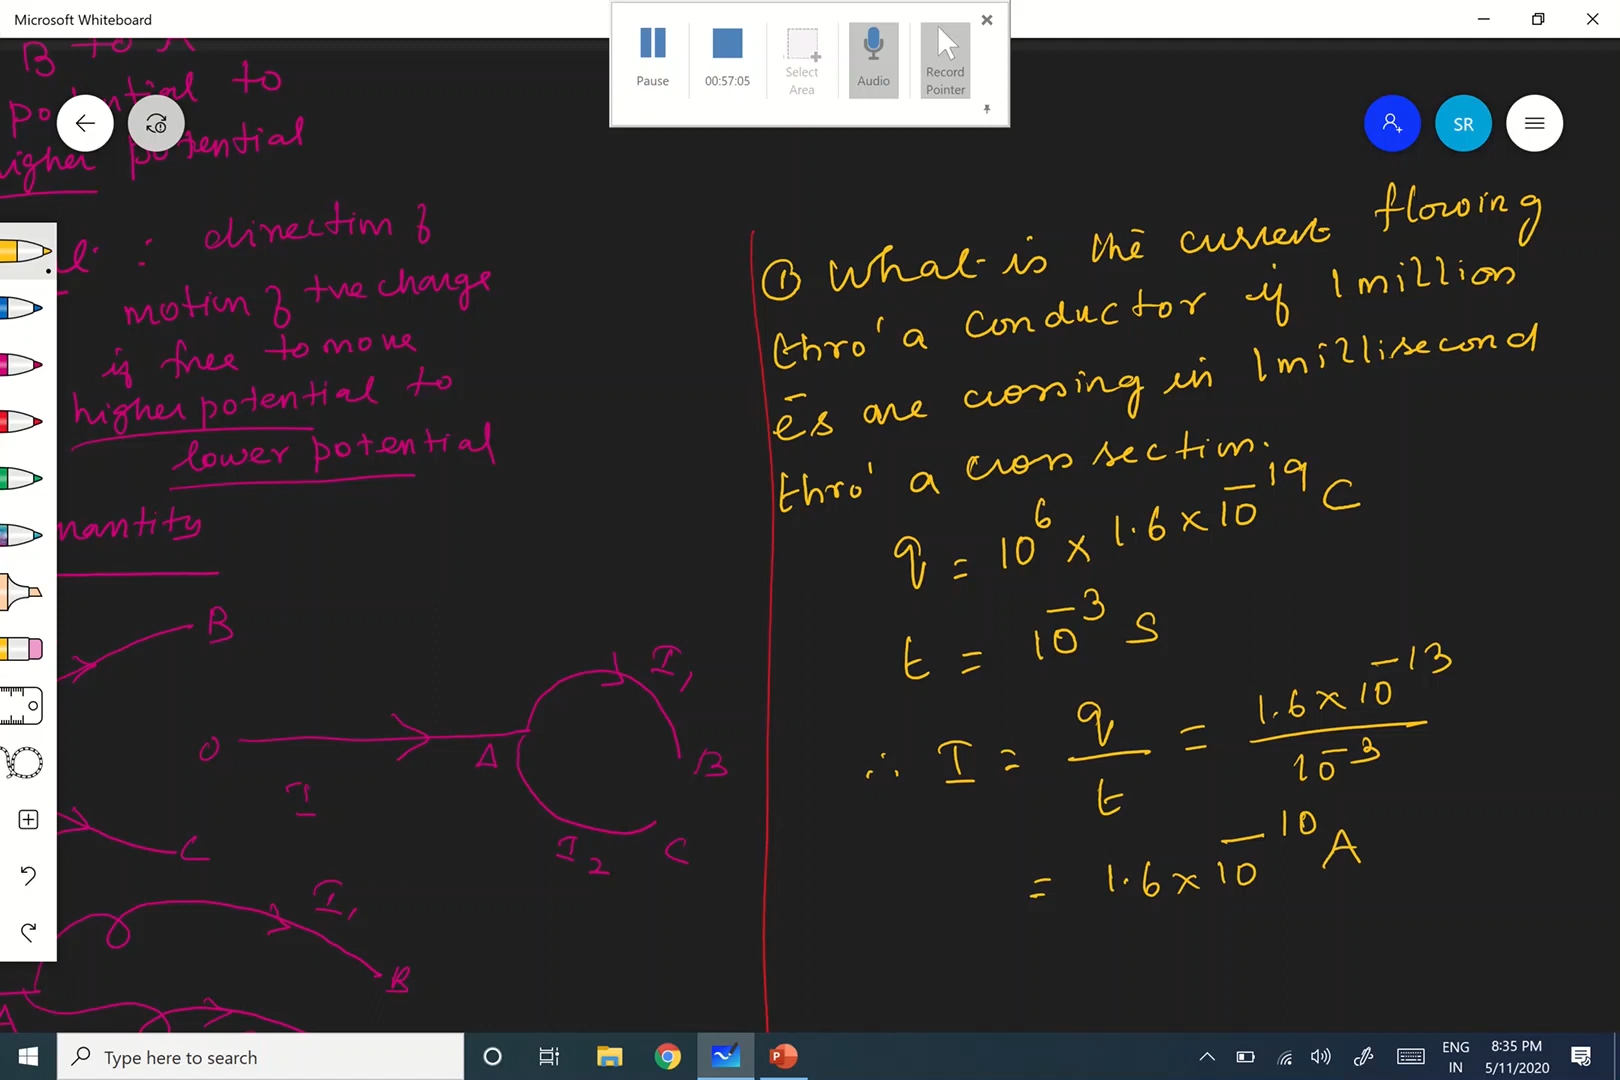 Microsoft Whiteboard
Pause
00:57:05
Select Area
Audio
Record Pointer
SR
B to A
potential to
higher potential
direction of
motion of +ve charge
is free to move
higher potential to
lower potential
B
C
O
I
A
I1
B
I2
C
I1
B
A
① What is the current flowing
thro' a conductor if 1 million
ēs are crossing in 1 millisecond
thro' a cross section.
q = 10⁶ × 1.6 × 10⁻¹⁹ C
t = 10⁻³ S
∴ I = q/t = 1.6 × 10⁻¹³ / 10⁻³
= 1.6 × 10⁻¹⁰ A
Type here to search
ENG
IN
8:35 PM
5/11/2020